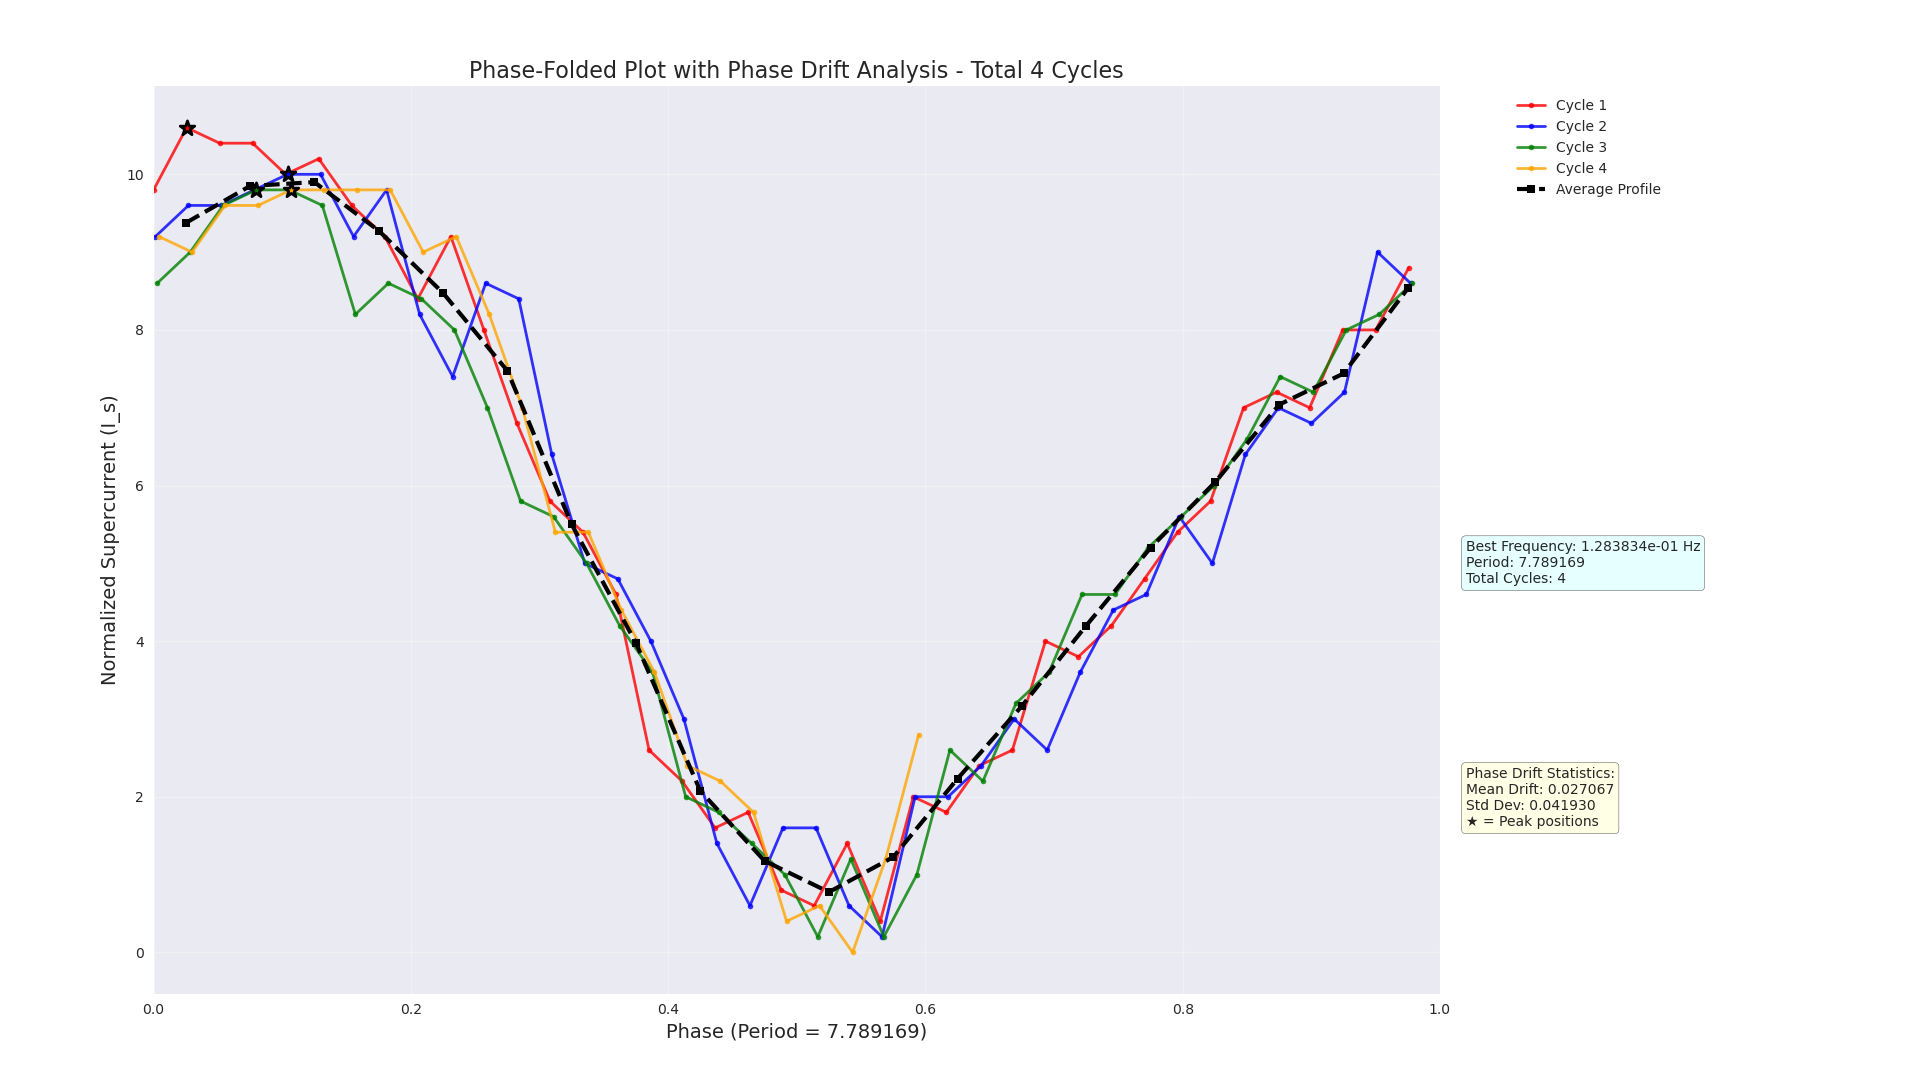 Phase-Folded Plot with Phase Drift Analysis - Total 4 Cycles
Normalized Supercurrent (I_s)
10
8
6
4
2
0
0.0
0.2
0.4
0.6
0.8
1.0
Phase (Period = 7.789169)
Cycle 1
Cycle 2
Cycle 3
Cycle 4
Average Profile
Best Frequency: 1.283834e-01 Hz
Period: 7.789169
Total Cycles: 4
Phase Drift Statistics:
Mean Drift: 0.027067
Std Dev: 0.041930
★ = Peak positions